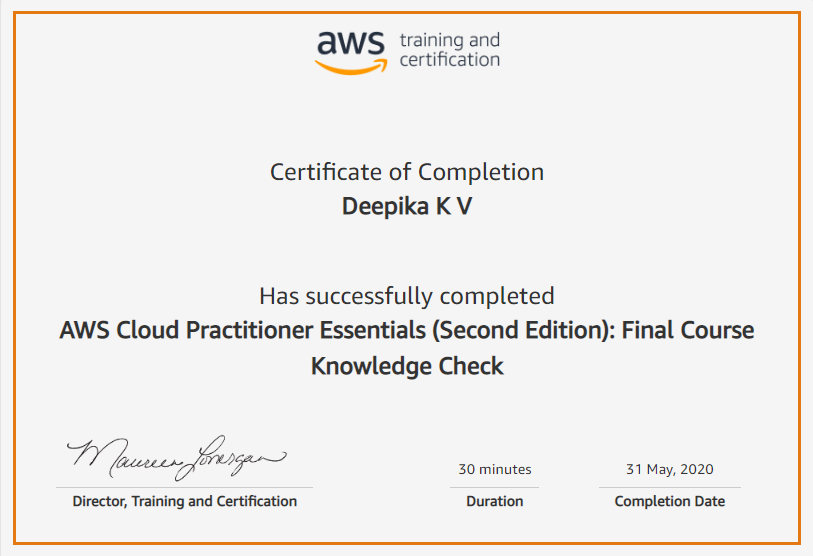 aws training and
certification
Certificate of Completion
Deepika K V
Has successfully completed
AWS Cloud Practitioner Essentials (Second Edition): Final Course
Knowledge Check
Maureen Lonergan
30 minutes
31 May, 2020
Director, Training and Certification
Duration
Completion Date